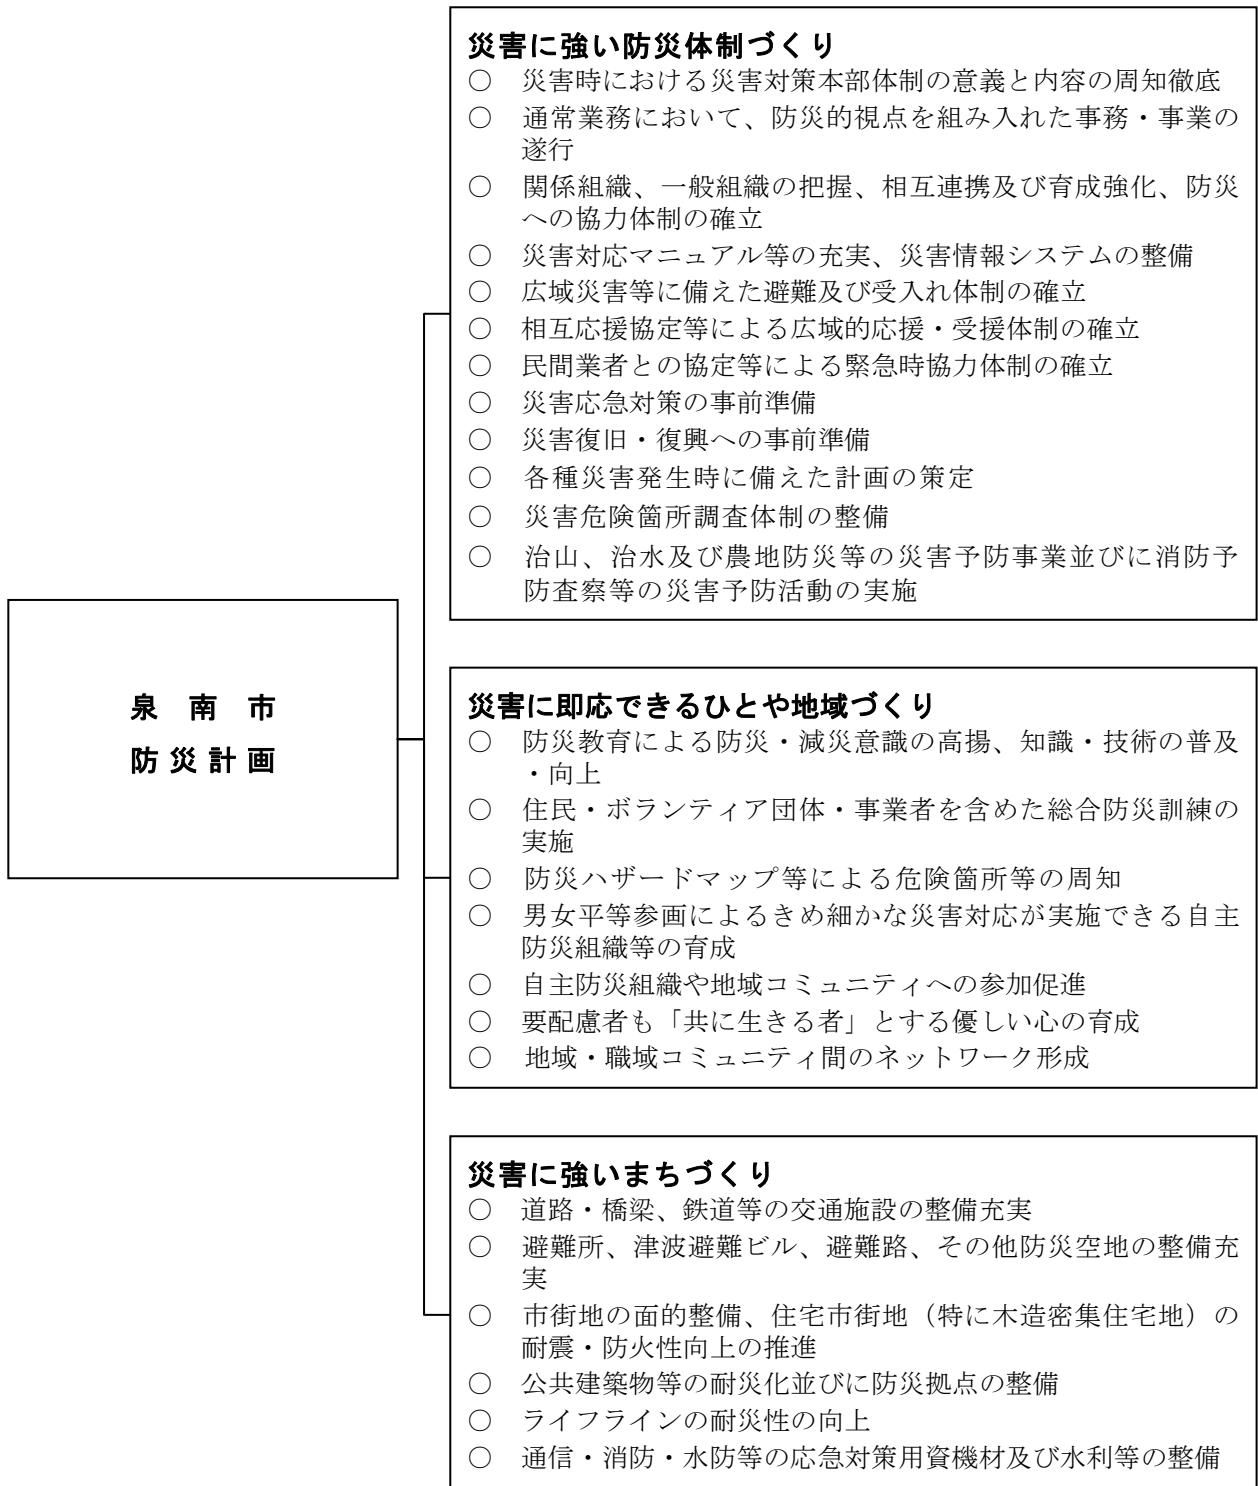 災害に強い防災体制づくり
○ 災害時における災害対策本部体制の意義と内容の周知徹底
○ 通常業務において、防災的視点を組み入れた事務・事業の
遂行
○ 関係組織、一般組織の把握、相互連携及び育成強化、防災
への協力体制の確立
○ 災害対応マニュアル等の充実、災害情報システムの整備
○ 広域災害等に備えた避難及び受入れ体制の確立
○ 相互応援協定等による広域的応援・受援体制の確立
○ 民間業者との協定等による緊急時協力体制の確立
○ 災害応急対策の事前準備
○ 災害復旧・復興への事前準備
○ 各種災害発生時に備えた計画の策定
○ 災害危険箇所調査体制の整備
○ 治山、治水及び農地防災等の災害予防事業並びに消防予
防査察等の災害予防活動の実施
泉南市
防災計画
災害に即応できるひとや地域づくり
○ 防災教育による防災・減災意識の高揚、知識・技術の普及
・向上
○ 住民・ボランティア団体・事業者を含めた総合防災訓練の
実施
○ 防災ハザードマップ等による危険箇所等の周知
○ 男女平等参画によるきめ細かな災害対応が実施できる自主
防災組織等の育成
○ 自主防災組織や地域コミュニティへの参加促進
○ 要配慮者も「共に生きる者」とする優しい心の育成
○ 地域・職域コミュニティ間のネットワーク形成
災害に強いまちづくり
○ 道路・橋梁、鉄道等の交通施設の整備充実
○ 避難所、津波避難ビル、避難路、その他防災空地の整備充
実
○ 市街地の面的整備、住宅市街地（特に木造密集住宅地）の
耐震・防火性向上の推進
○ 公共建築物等の耐災化並びに防災拠点の整備
○ ライフラインの耐災性の向上
○ 通信・消防・水防等の応急対策用資機材及び水利等の整備